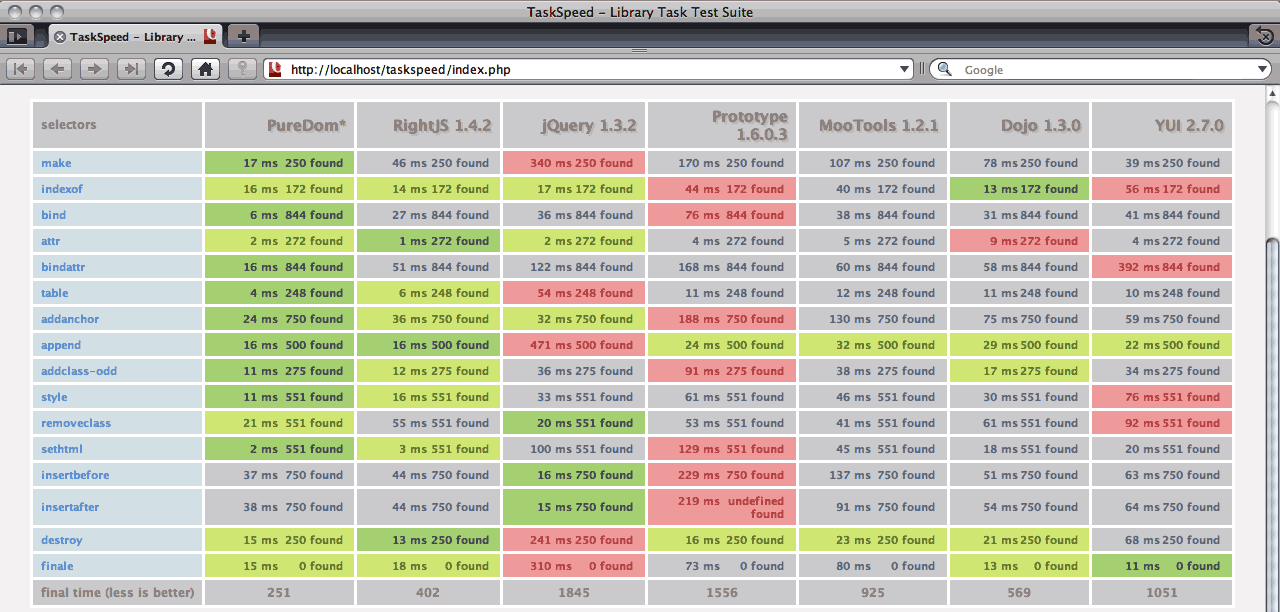 TaskSpeed – Library Task Test Suite
TaskSpeed – Library ...
http://localhost/taskspeed/index.php
Google
selectors PureDom* RightJS 1.4.2 jQuery 1.3.2 Prototype 1.6.0.3 MooTools 1.2.1 Dojo 1.3.0 YUI 2.7.0
make 17 ms 250 found 46 ms 250 found 340 ms 250 found 170 ms 250 found 107 ms 250 found 78 ms 250 found 39 ms 250 found
indexof 16 ms 172 found 14 ms 172 found 17 ms 172 found 44 ms 172 found 40 ms 172 found 13 ms 172 found 56 ms 172 found
bind 6 ms 844 found 27 ms 844 found 36 ms 844 found 76 ms 844 found 38 ms 844 found 31 ms 844 found 41 ms 844 found
attr 2 ms 272 found 1 ms 272 found 2 ms 272 found 4 ms 272 found 5 ms 272 found 9 ms 272 found 4 ms 272 found
bindattr 16 ms 844 found 51 ms 844 found 122 ms 844 found 168 ms 844 found 60 ms 844 found 58 ms 844 found 392 ms 844 found
table 4 ms 248 found 6 ms 248 found 54 ms 248 found 11 ms 248 found 12 ms 248 found 11 ms 248 found 10 ms 248 found
addanchor 24 ms 750 found 36 ms 750 found 32 ms 750 found 188 ms 750 found 130 ms 750 found 75 ms 750 found 59 ms 750 found
append 16 ms 500 found 16 ms 500 found 471 ms 500 found 24 ms 500 found 32 ms 500 found 29 ms 500 found 22 ms 500 found
addclass-odd 11 ms 275 found 12 ms 275 found 36 ms 275 found 91 ms 275 found 38 ms 275 found 17 ms 275 found 34 ms 275 found
style 11 ms 551 found 16 ms 551 found 33 ms 551 found 61 ms 551 found 46 ms 551 found 30 ms 551 found 76 ms 551 found
removeclass 21 ms 551 found 55 ms 551 found 20 ms 551 found 53 ms 551 found 41 ms 551 found 61 ms 551 found 92 ms 551 found
sethtml 2 ms 551 found 3 ms 551 found 100 ms 551 found 129 ms 551 found 45 ms 551 found 18 ms 551 found 20 ms 551 found
insertbefore 37 ms 750 found 44 ms 750 found 16 ms 750 found 229 ms 750 found 137 ms 750 found 51 ms 750 found 63 ms 750 found
insertafter 38 ms 750 found 44 ms 750 found 15 ms 750 found 219 ms undefined found 91 ms 750 found 54 ms 750 found 64 ms 750 found
destroy 15 ms 250 found 13 ms 250 found 241 ms 250 found 16 ms 250 found 23 ms 250 found 21 ms 250 found 68 ms 250 found
finale 15 ms 0 found 18 ms 0 found 310 ms 0 found 73 ms 0 found 80 ms 0 found 13 ms 0 found 11 ms 0 found
final time (less is better) 251 402 1845 1556 925 569 1051